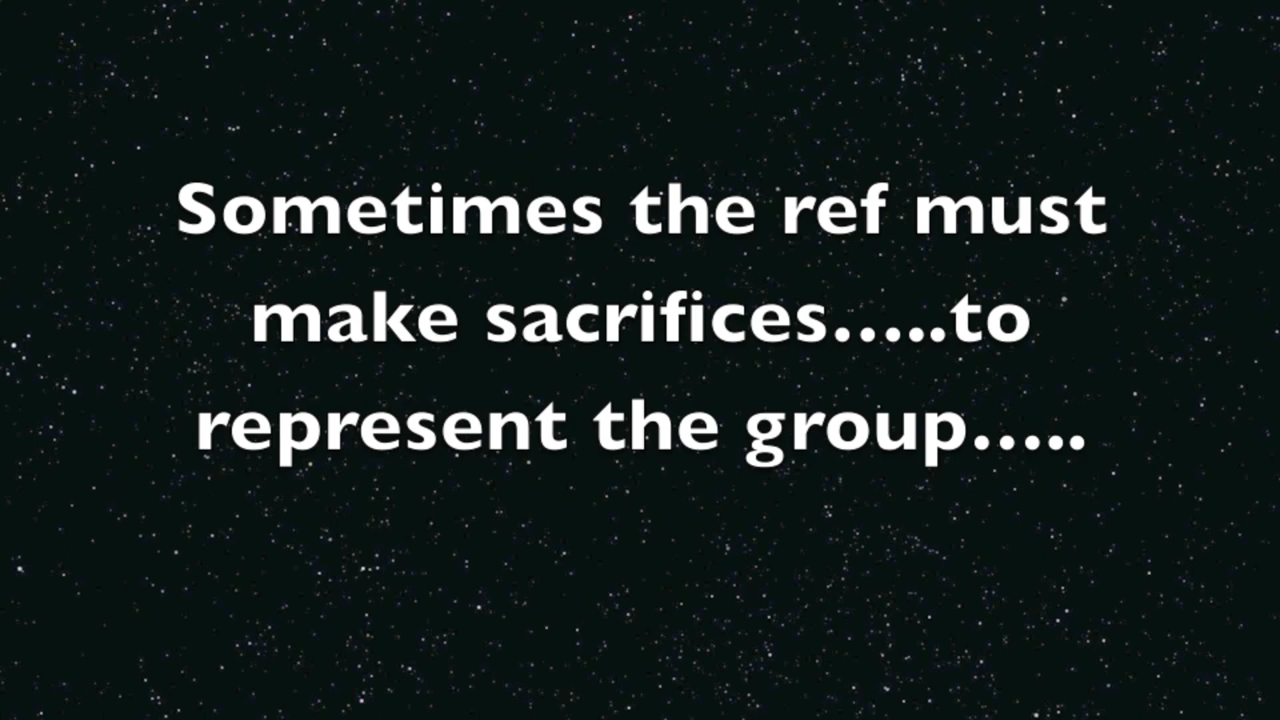 Sometimes the ref must
make sacrifices.....to
represent the group.....